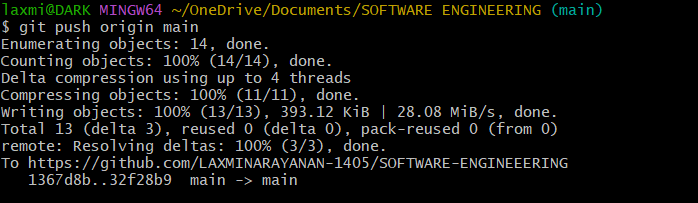 laxmi@DARK MINGW64 ~/OneDrive/Documents/SOFTWARE ENGINEERING (main)
$ git push origin main
Enumerating objects: 14, done.
Counting objects: 100% (14/14), done.
Delta compression using up to 4 threads
Compressing objects: 100% (11/11), done.
Writing objects: 100% (13/13), 393.12 KiB | 28.08 MiB/s, done.
Total 13 (delta 3), reused 0 (delta 0), pack-reused 0 (from 0)
remote: Resolving deltas: 100% (3/3), done.
To https://github.com/LAXMINARAYANAN-1405/SOFTWARE-ENGINEEERING
1367d8b..32f28b9  main -> main